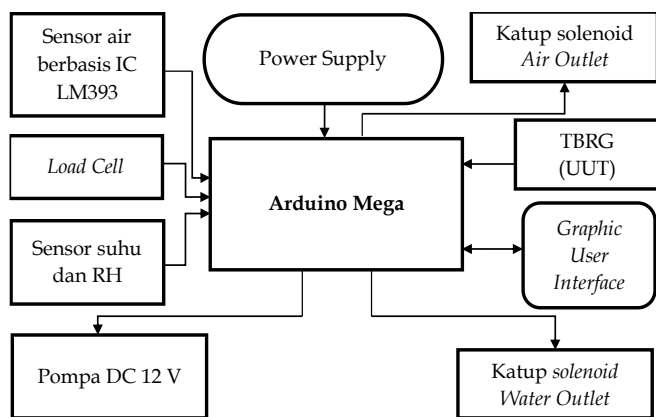 Sensor air
berbasis IC
LM393
Power Supply
Katup solenoid
Air Outlet
Load Cell
Arduino Mega
TBRG
(UUT)
Sensor suhu
dan RH
Graphic
User
Interface
Pompa DC 12 V
Katup solenoid
Water Outlet